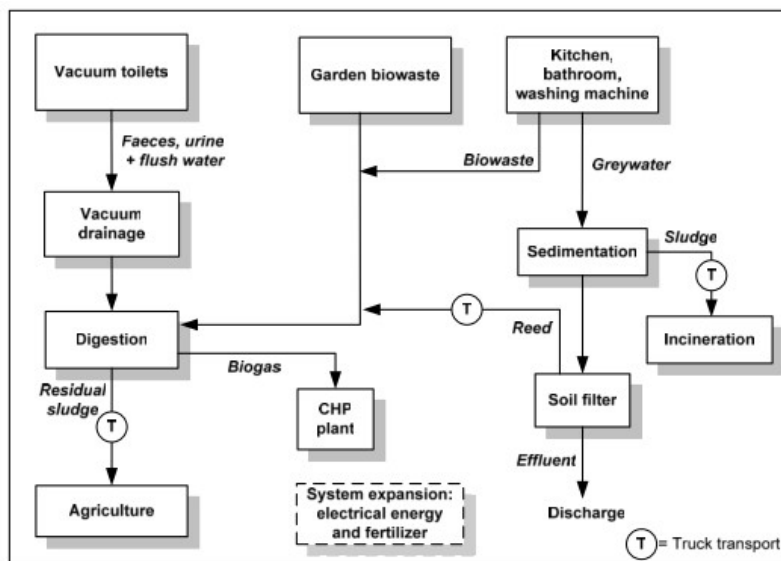 Vacuum toilets
Garden biowaste
Kitchen,
bathroom,
washing machine
Faeces, urine
+ flush water
Biowaste
Greywater
Vacuum
drainage
Sedimentation
Sludge
T
Digestion
T
Reed
Incineration
Biogas
Residual
sludge
T
CHP
plant
Soil filter
Effluent
Agriculture
System expansion:
electrical energy
and fertilizer
Discharge
T = Truck transport